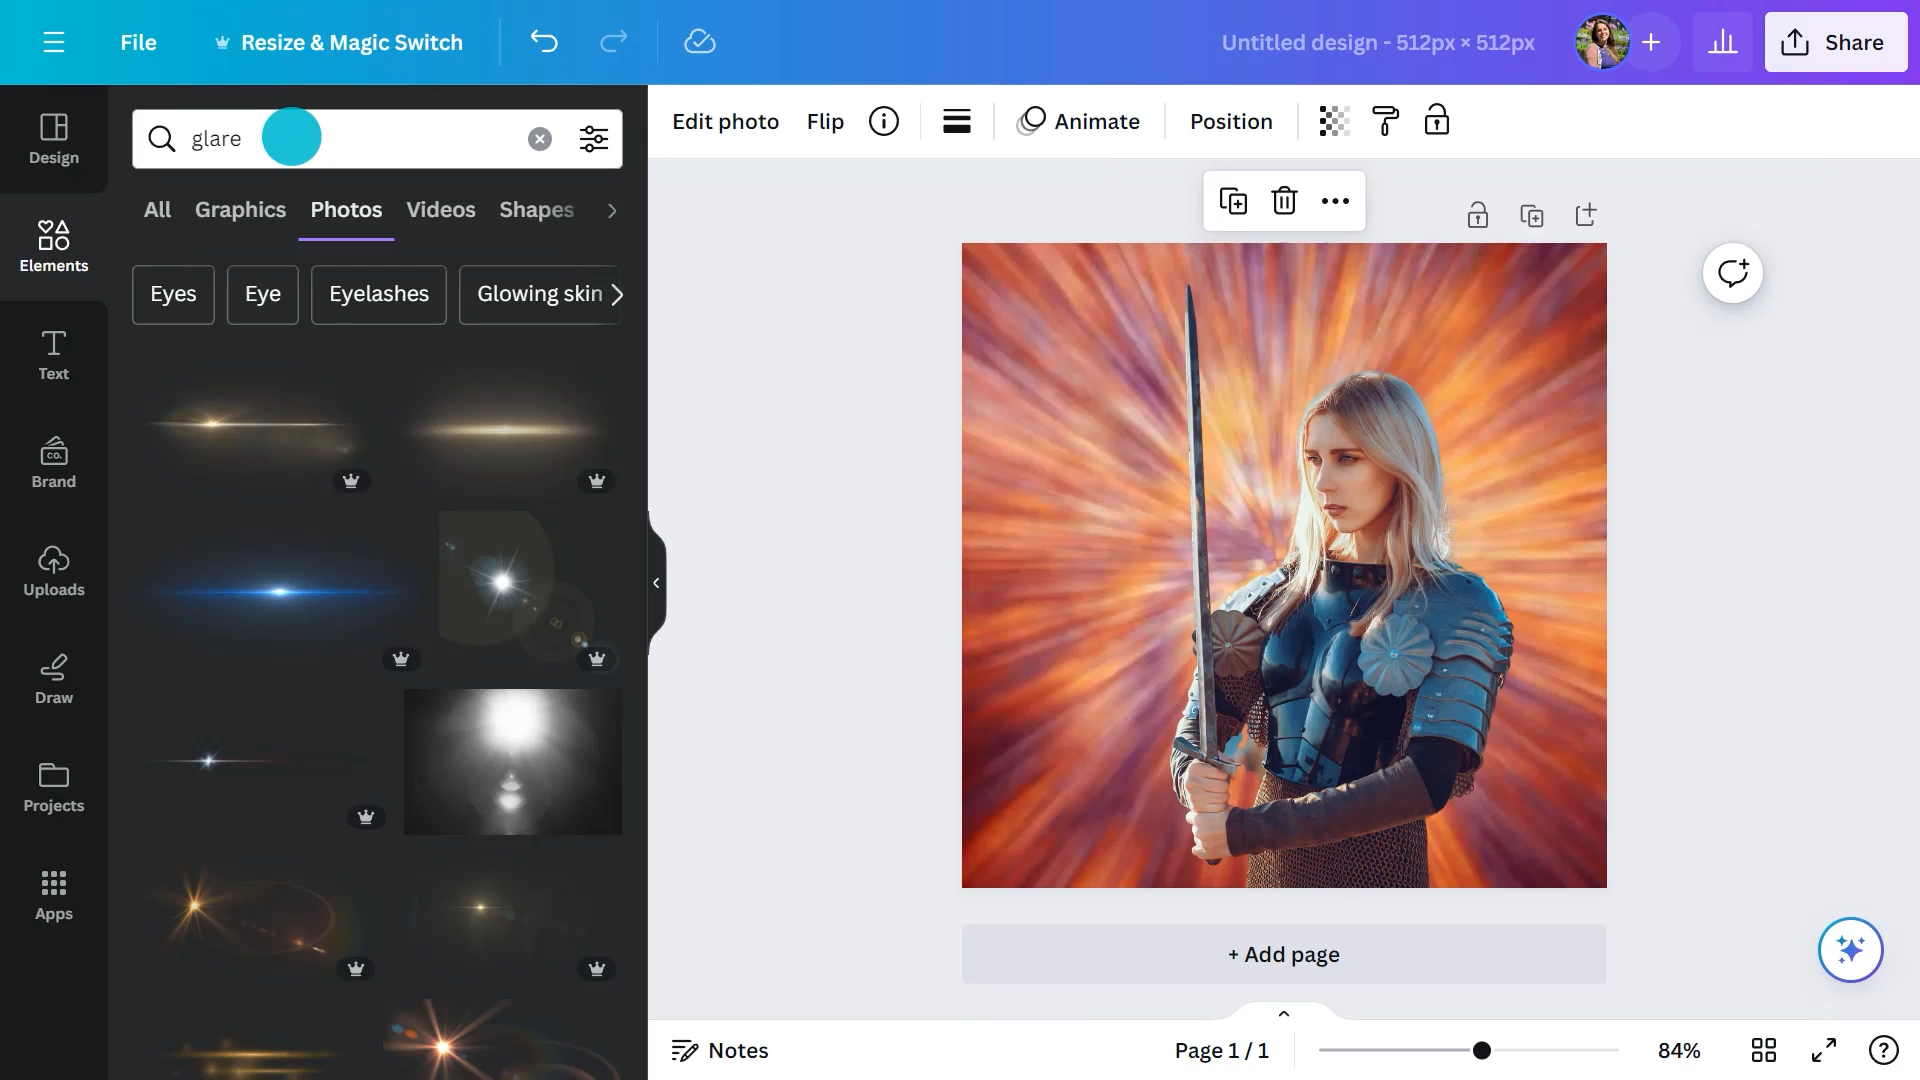 File
Resize & Magic Switch
Untitled design - 512px × 512px
Share
glare
Edit photo
Flip
Animate
Position
Design
Elements
Text
Brand
CO.
Uploads
Draw
Projects
Apps
All
Graphics
Photos
Videos
Shapes
Eyes
Eye
Eyelashes
Glowing skin
+ Add page
Notes
Page 1 / 1
84%